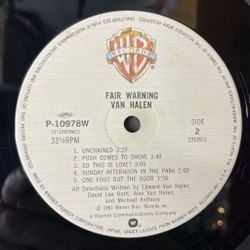 WB
RECORDS
FAIR WARNING
VAN HALEN
P-10978W
33⅓RPM
SIDE
2
STEREO
1. UNCHAINED 3:27
2. PUSH COMES TO SHOVE 3:48
3. SO THIS IS LOVE? 3:05
4. SUNDAY AFTERNOON IN THE PARK 2:00
5. ONE FOOT OUT THE DOOR 1:56
All Selections Written by Edward Van Halen,
David Lee Roth, Alex Van Halen,
and Michael Anthony
℗ 1981 Warner Bros. Records Inc.
a Warner Communications Company